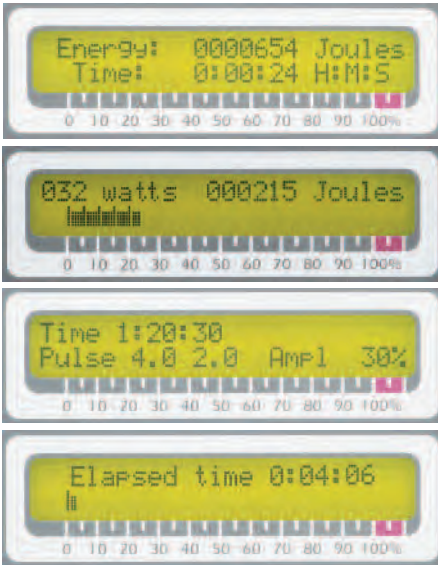 Energy: 0000654 Joules
Time: 0:00:24 H:M:S
0 10 20 30 40 50 60 70 80 90 100%
032 watts 000215 Joules
0 10 20 30 40 50 60 70 80 90 100%
Time 1:20:30
Pulse 4.0 2.0 Ampl 30%
0 10 20 30 40 50 60 70 80 90 100%
Elapsed time 0:04:06
0 10 20 30 40 50 60 70 80 90 100%